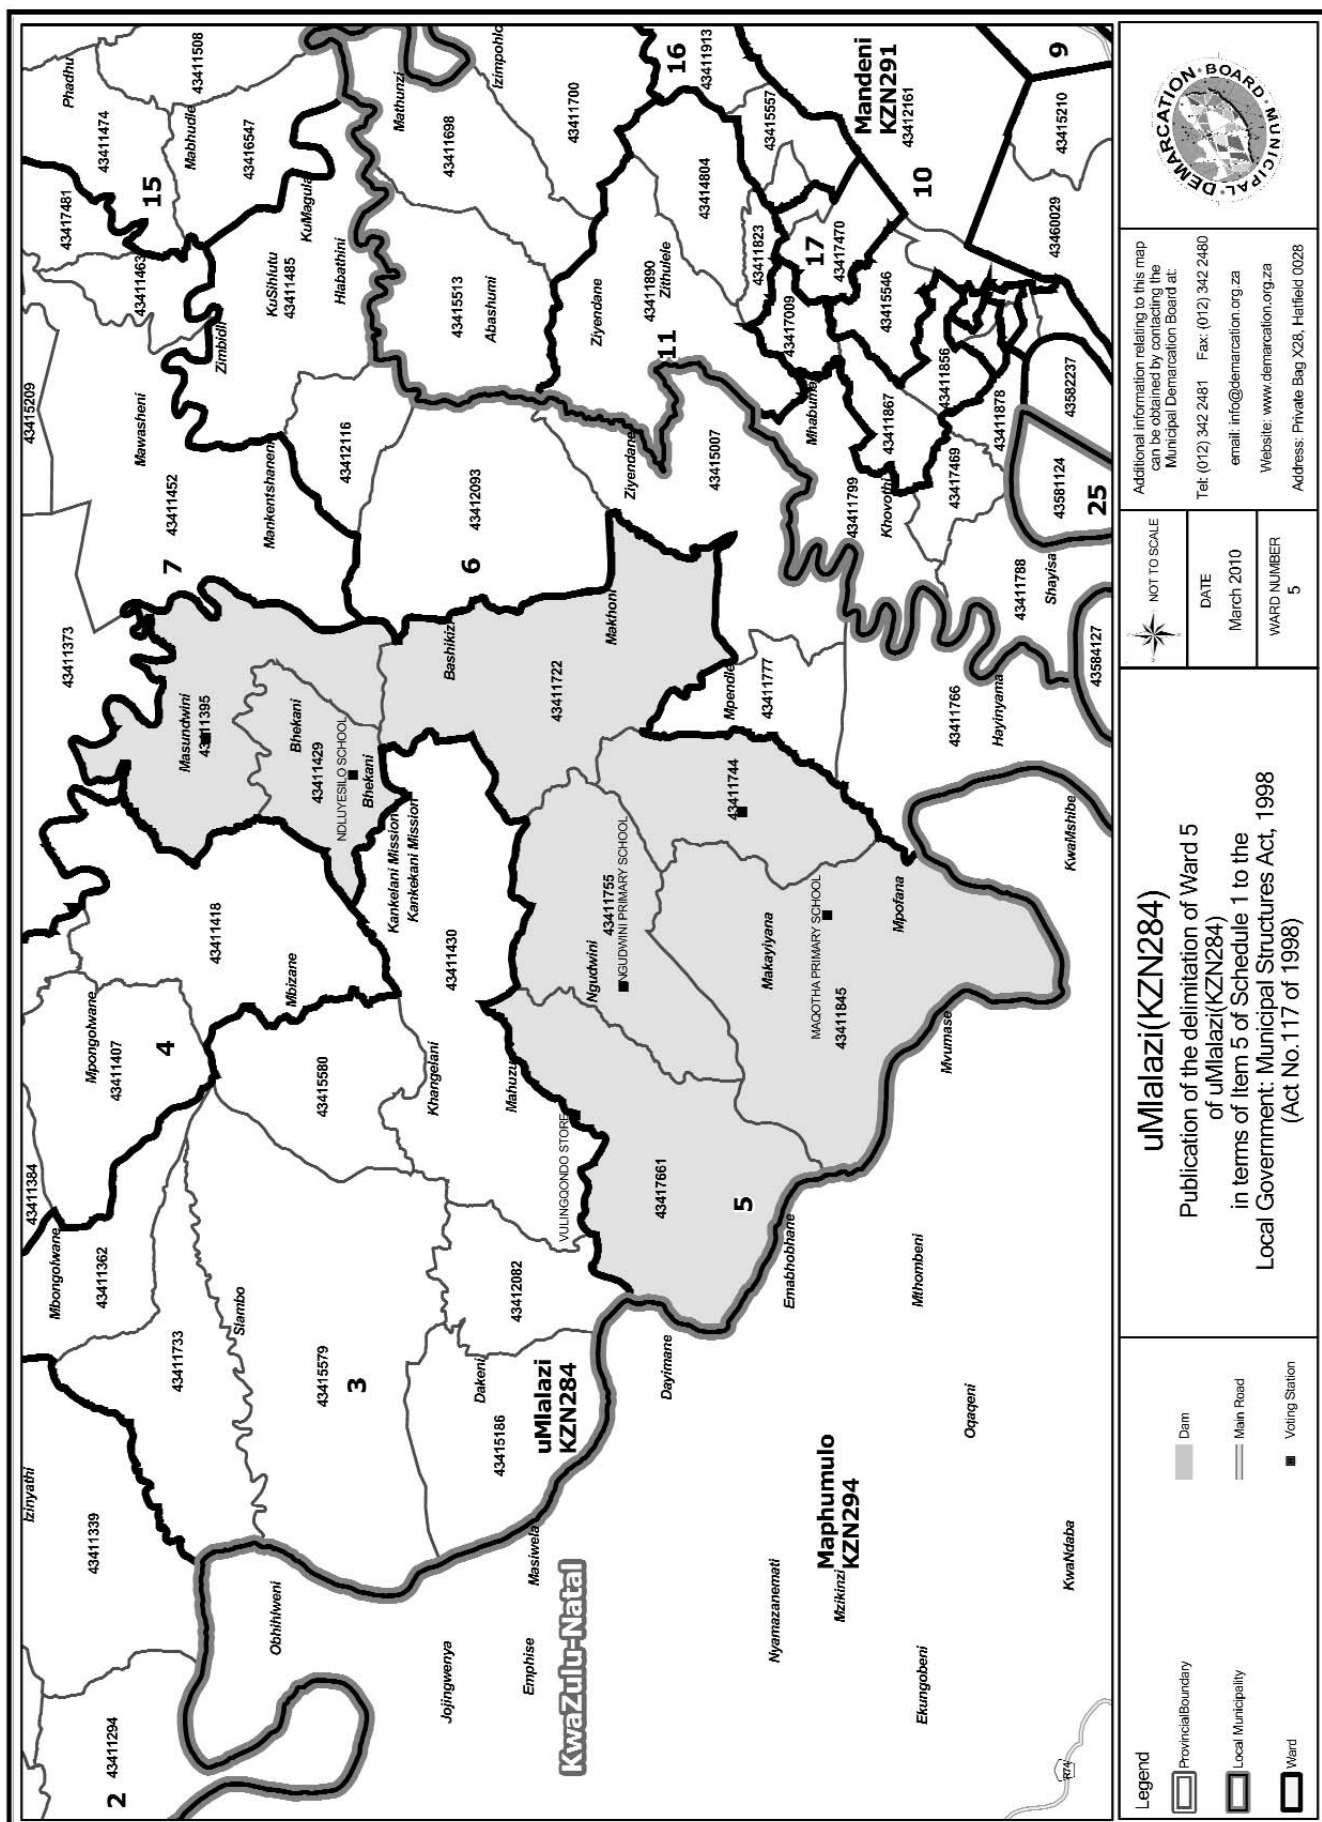 Izinyathi
43411339
2
43411294
Mbongolwane
43411384
43411362
Mpongolwane
43411407
4
43411373
43415209
43417481
43411474
Phadhu
43411508
15
43411463
Mabhudle
43416547
43411733
Slambo
43415579
3
43415580
43411418
Mbizane
Masundwini
43411395
Bhekani
43411429
NDLUYESILO SCHOOL
Bhekani
7
43411452
Mawasheni
Mankentshaneni
43412116
KuSihlutu
43411485
KuMagula
Hlabathini
Mathunzi
43411698
43411700
Obhihlweni
Jojingwenya
Emphise
Masiwela
KwaZulu-Natal
Dakeni
43415186
uMlalazi
KZN284
43412082
Khangelani
Mahuzu
VULINGQONDO STORE
Kankelani Mission
Kankekani Mission
43411430
Bashikizi
43411722
Makhoni
6
43412093
43415513
Abashumi
Ziyendane
43411890
Zithulele
11
Ziyendane
43415007
43414804
16
43411913
43415557
43411823
Mandeni
KZN291
43412161
17
43417470
43417009
43415546
10
9
43415210
43460029
Ngudwini
43411755
NGUDWINI PRIMARY SCHOOL
43411744
Makayiyana
MAQOTHA PRIMARY SCHOOL
43411845
Mpofana
43417661
5
Mpendle
43411777
43411766
Hayinyama
43411799
Khovothi
43411867
43411856
43411878
43417469
43411788
Shayisa
43581124
25
43582237
43584127
KwaMshibe
Mvumase
Emabhobhane
Mthombeni
Dayimane
Oqaqeni
KwaNdaba
Maphumulo
KZN294
Mzikinzi
Nyamazanemati
Ekungobeni
R74
Legend
ProvincialBoundary
Local Municipality
Ward
Dam
Main Road
Voting Station
uMlalazi(KZN284)
Publication of the delimitation of Ward 5
of uMlalazi(KZN284)
in terms of Item 5 of Schedule 1 to the
Local Government: Municipal Structures Act, 1998
(Act No.117 of 1998)
NOT TO SCALE
DATE
March 2010
WARD NUMBER
5
Additional information relating to this map
can be obtained by contacting the
Municipal Demarcation Board at:
Tel: (012) 342 2481 Fax: (012) 342 2480
email: info@demarcation.org.za
Website: www.demarcation.org.za
Address: Private Bag X28, Hatfield 0028
MUNICIPAL DEMARCATION BOARD